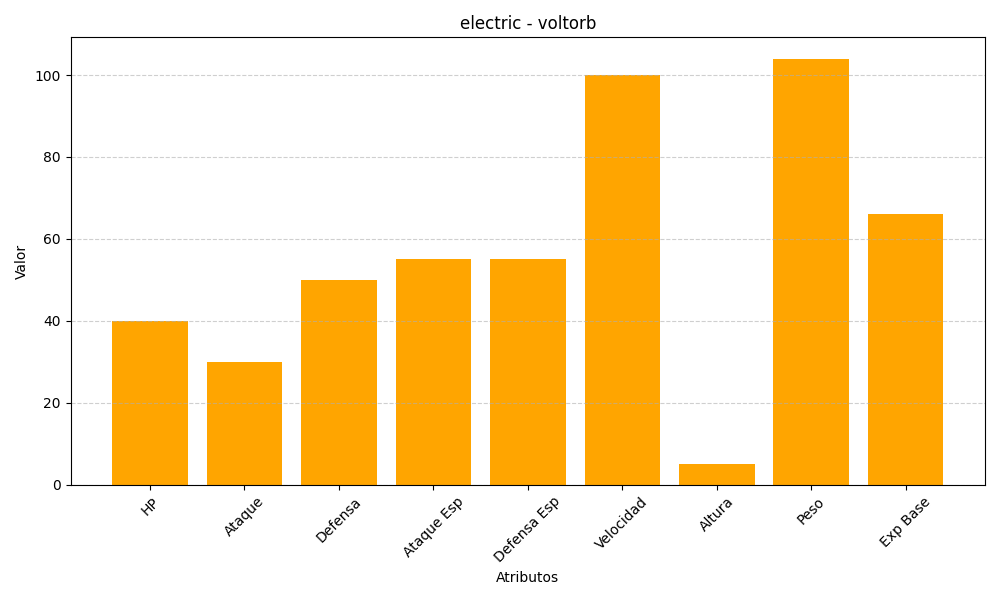 electric - voltorb
Valor
100
80
60
40
20
0
HP
Ataque
Defensa
Ataque Esp
Defensa Esp
Velocidad
Altura
Peso
Exp Base
Atributos